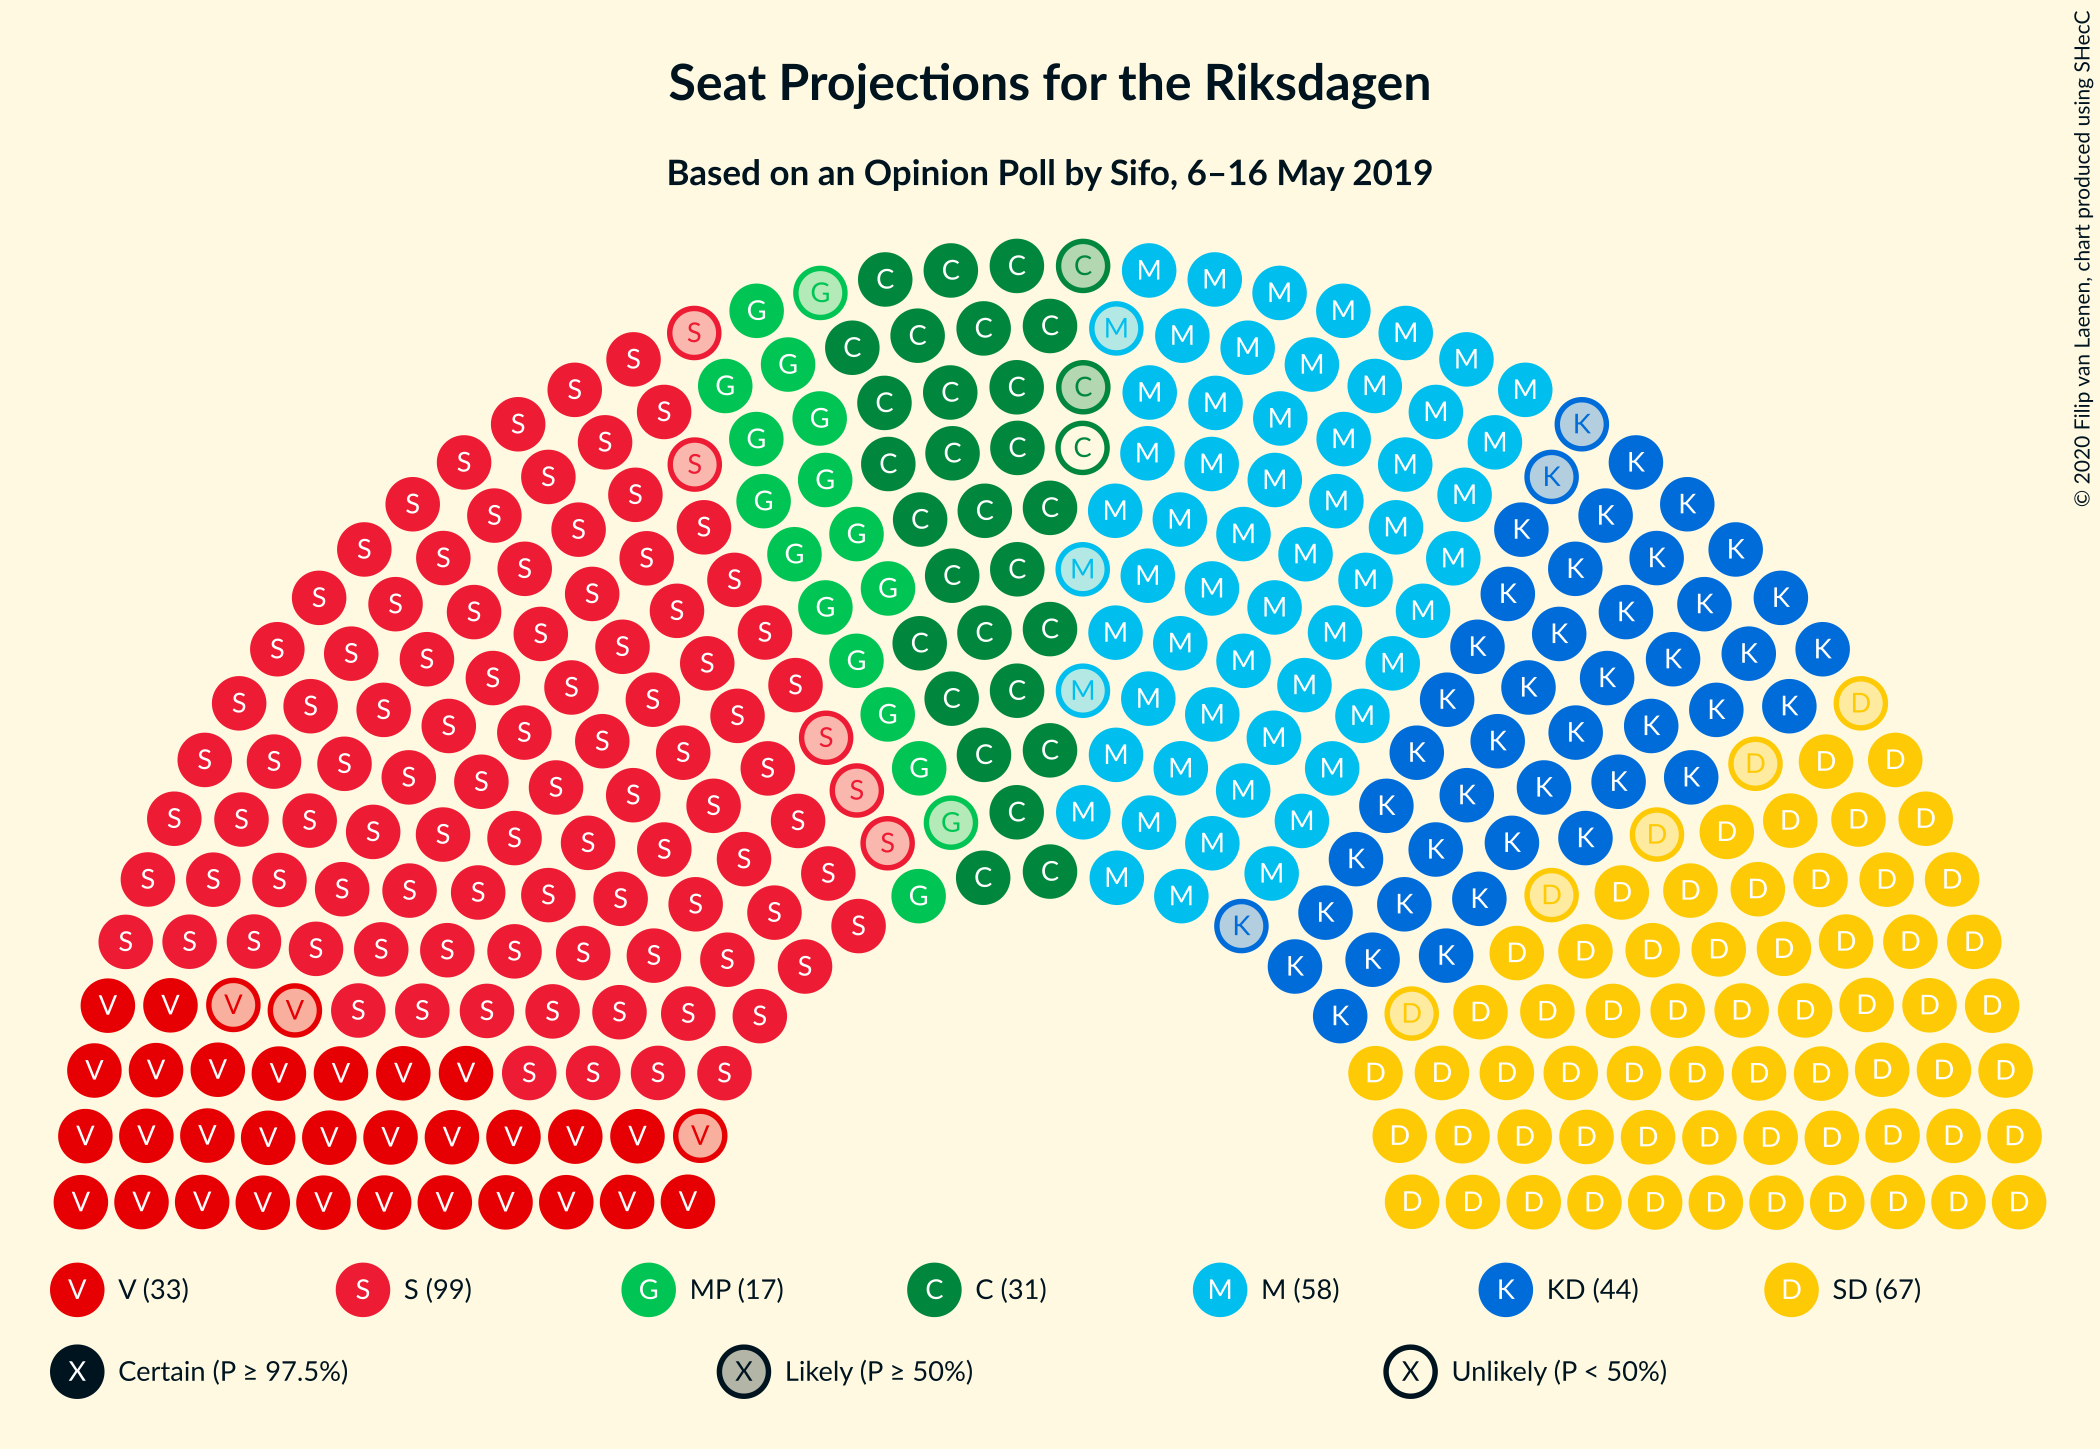 Seat Projections for the Riksdagen
Based on an Opinion Poll by Sifo, 6–16 May 2019
© 2020 Filip van Laenen, chart produced using SHecC
V V (33) S S (99) G MP (17) C C (31) M M (58) K KD (44) D SD (67)
X Certain (P ≥ 97.5%) X Likely (P ≥ 50%) X Unlikely (P < 50%)